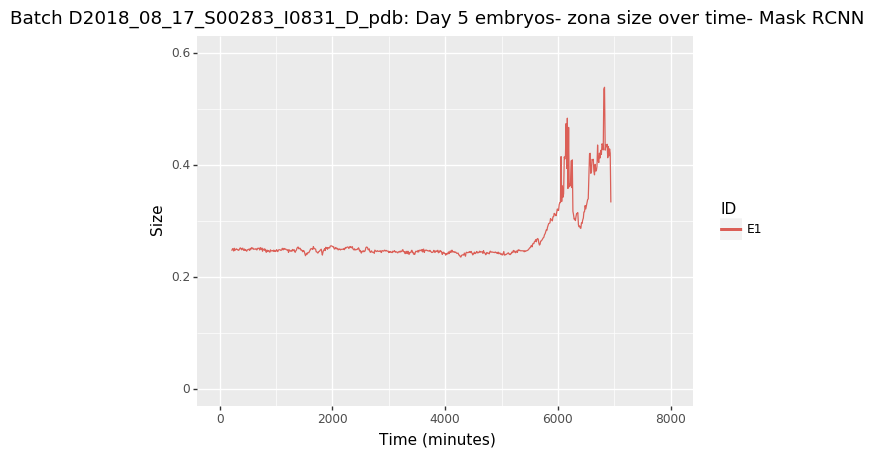 Batch D2018_08_17_S00283_I0831_D_pdb: Day 5 embryos- zona size over time- Mask RCNN
0.6
0.4
0.2
0
Size
0 2000 4000 6000 8000
Time (minutes)
ID
E1